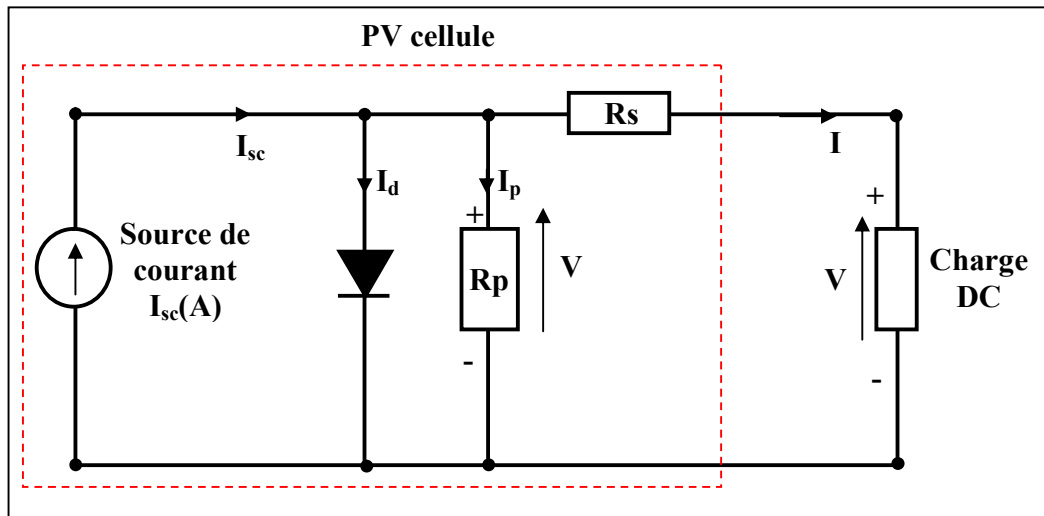 PV cellule
Rs
I
Isc
Id
Ip
+
+
Source de
courant
Isc(A)
Rp
V
V
Charge
DC
-
-